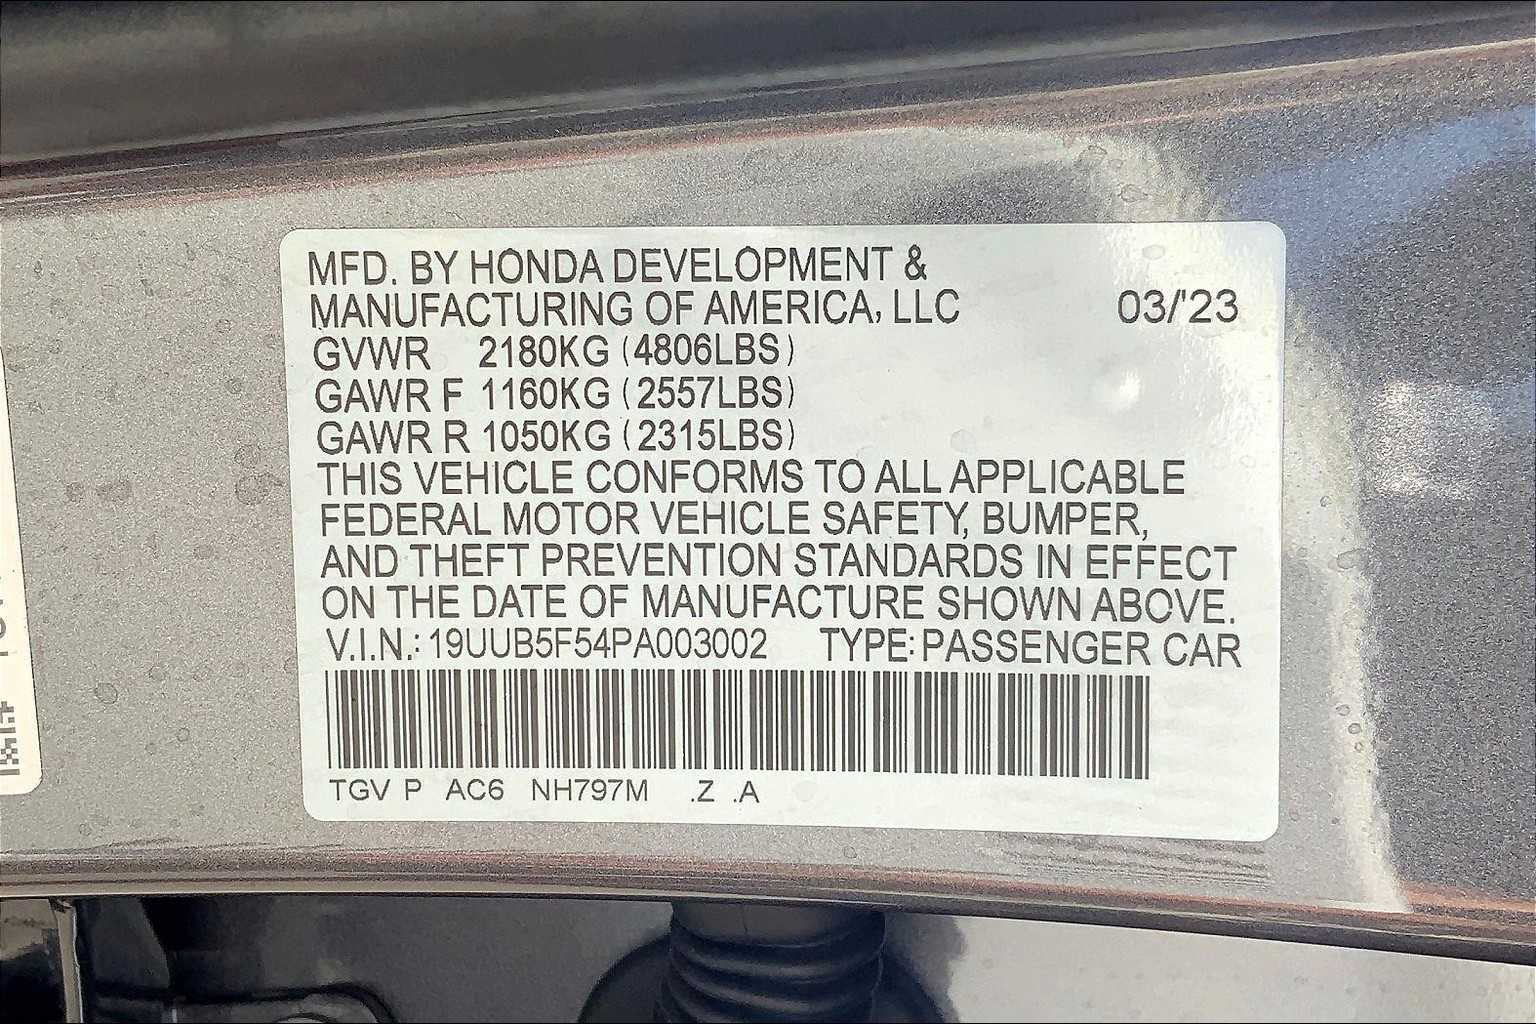 MFD. BY HONDA DEVELOPMENT &
MANUFACTURING OF AMERICA, LLC 03/'23
GVWR 2180KG (4806LBS)
GAWR F 1160KG (2557LBS)
GAWR R 1050KG (2315LBS)
THIS VEHICLE CONFORMS TO ALL APPLICABLE
FEDERAL MOTOR VEHICLE SAFETY, BUMPER,
AND THEFT PREVENTION STANDARDS IN EFFECT
ON THE DATE OF MANUFACTURE SHOWN ABOVE.
V.I.N.: 19UUB5F54PA003002 TYPE: PASSENGER CAR
TGV P AC6 NH797M .Z .A